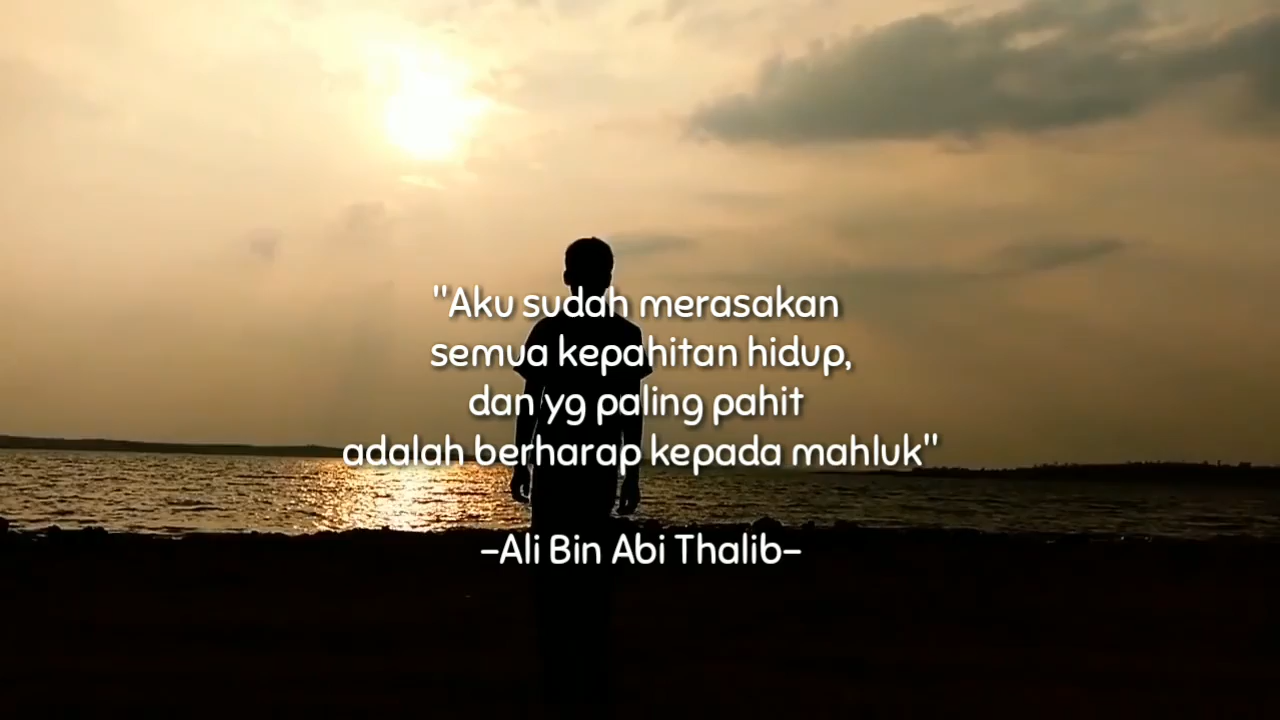 "Aku sudah merasakan
semua kepahitan hidup,
dan yg paling pahit
adalah berharap kepada mahluk"
-Ali Bin Abi Thalib-